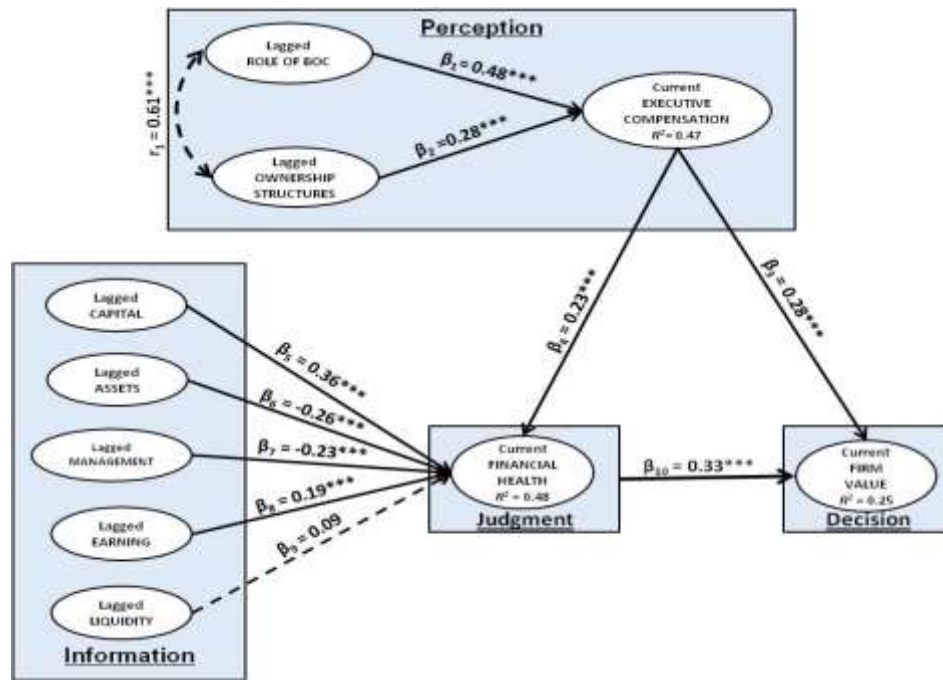 Perception
Lagged
ROLE OF BOC
r₁ = 0.61***
β₁ = 0.48***
β₂ =0.28***
Lagged
OWNERSHIP
STRUCTURES
Current
EXECUTIVE
COMPENSATION
R² = 0.47
β₄ = 0.23***
β₃ = 0.28***
Lagged
CAPITAL
Lagged
ASSETS
Lagged
MANAGEMENT
Lagged
EARNING
Lagged
LIQUIDITY
Information
β₅ = 0.36***
β₆ = -0.26***
β₇ = -0.23***
β₈ = 0.19***
β₉ = 0.09
Current
FINANCIAL
HEALTH
R² = 0.48
Judgment
β₁₀ = 0.33***
Current
FIRM
VALUE
R² = 0.25
Decision